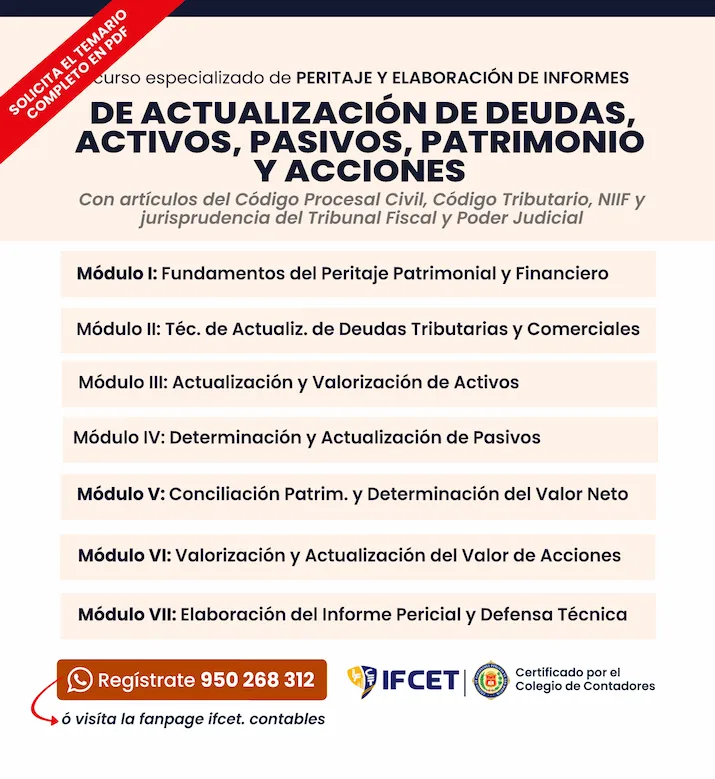 SOLICITA EL TEMARIO
COMPLETO EN PDF
curso especializado de PERITAJE Y ELABORACIÓN DE INFORMES
DE ACTUALIZACIÓN DE DEUDAS,
ACTIVOS, PASIVOS, PATRIMONIO
Y ACCIONES
Con artículos del Código Procesal Civil, Código Tributario, NIIF y
jurisprudencia del Tribunal Fiscal y Poder Judicial
Módulo I: Fundamentos del Peritaje Patrimonial y Financiero
Módulo II: Téc. de Actualiz. de Deudas Tributarias y Comerciales
Módulo III: Actualización y Valorización de Activos
Módulo IV: Determinación y Actualización de Pasivos
Módulo V: Conciliación Patrim. y Determinación del Valor Neto
Módulo VI: Valorización y Actualización del Valor de Acciones
Módulo VII: Elaboración del Informe Pericial y Defensa Técnica
Regístrate 950 268 312
ó visíta la fanpage ifcet. contables
IFCET
Certificado por el
Colegio de Contadores